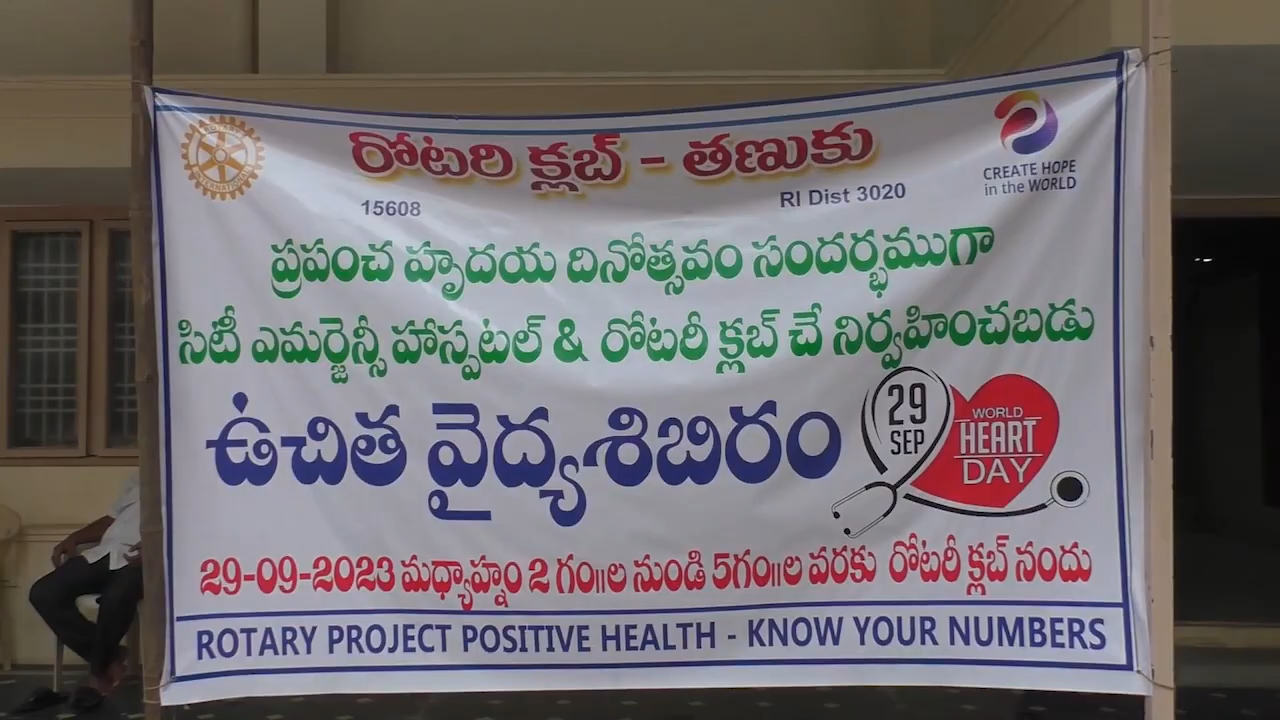 ROTARY
INTERNATIONAL
రోటరి క్లబ్ - తణుకు
CREATE HOPE
in the WORLD
15608
RI Dist 3020
ప్రపంచ హృదయ దినోత్సవం సందర్భముగా
సిటీ ఎమర్జెన్సీ హాస్పటల్ & రోటరీ క్లబ్ చే నిర్వహించబడు
ఉచిత వైద్యశిబిరం
29
SEP
WORLD
HEART
DAY
29-09-2023 మధ్యాహ్నం 2 గం॥ల నుండి 5గం॥ల వరకు రోటరీ క్లబ్ నందు
ROTARY PROJECT POSITIVE HEALTH - KNOW YOUR NUMBERS